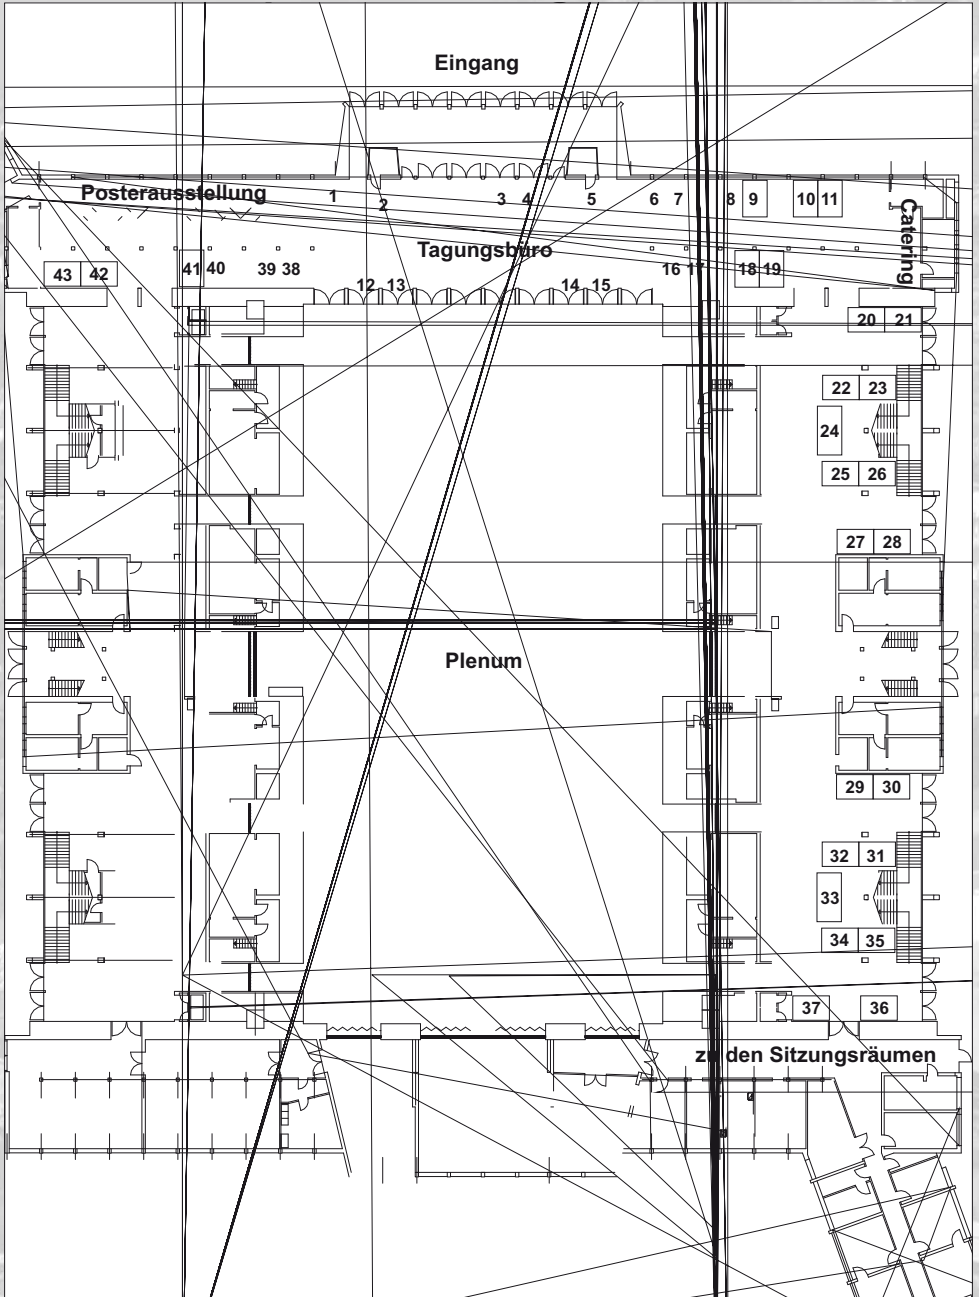 Eingang
Posterausstellung
1 2 3 4 5 6 7 8 9 10 11
Catering
Tagungsbüro
43 42 41 40 39 38 16 17 18 19
12 13 14 15
20 21
22 23
24
25 26
27 28
Plenum
29 30
32 31
33
34 35
37 36
zu den Sitzungsräumen